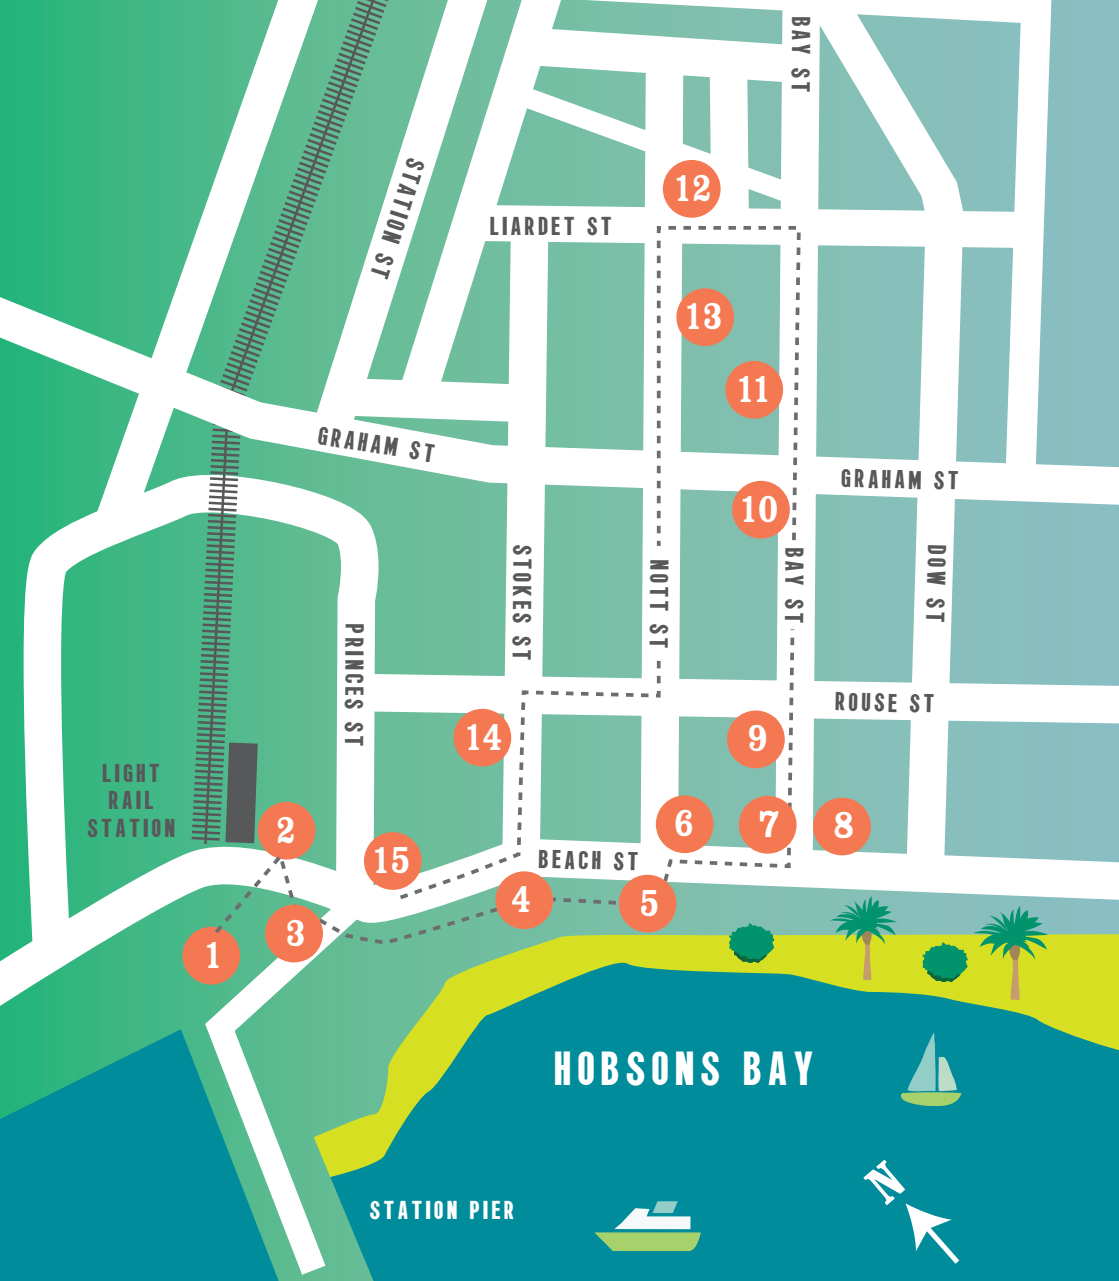 BAY ST
STATION ST
12
LIARDET ST
13
11
GRAHAM ST
GRAHAM ST
10
STOKES ST
NOTT ST
BAY ST
DOW ST
PRINCES ST
ROUSE ST
14
9
LIGHT
RAIL
STATION
2
6
7
8
15
BEACH ST
4
5
3
1
HOBSONS BAY
N
STATION PIER